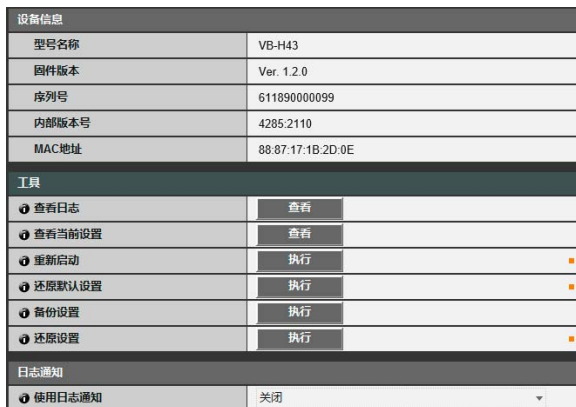 设备信息
型号名称 VB-H43
固件版本 Ver. 1.2.0
序列号 611890000099
内部版本号 4285:2110
MAC地址 88:87:17:1B:2D:0E
工具
查看日志 查看
查看当前设置 查看
重新启动 执行
还原默认设置 执行
备份设置 执行
还原设置 执行
日志通知
使用日志通知 关闭